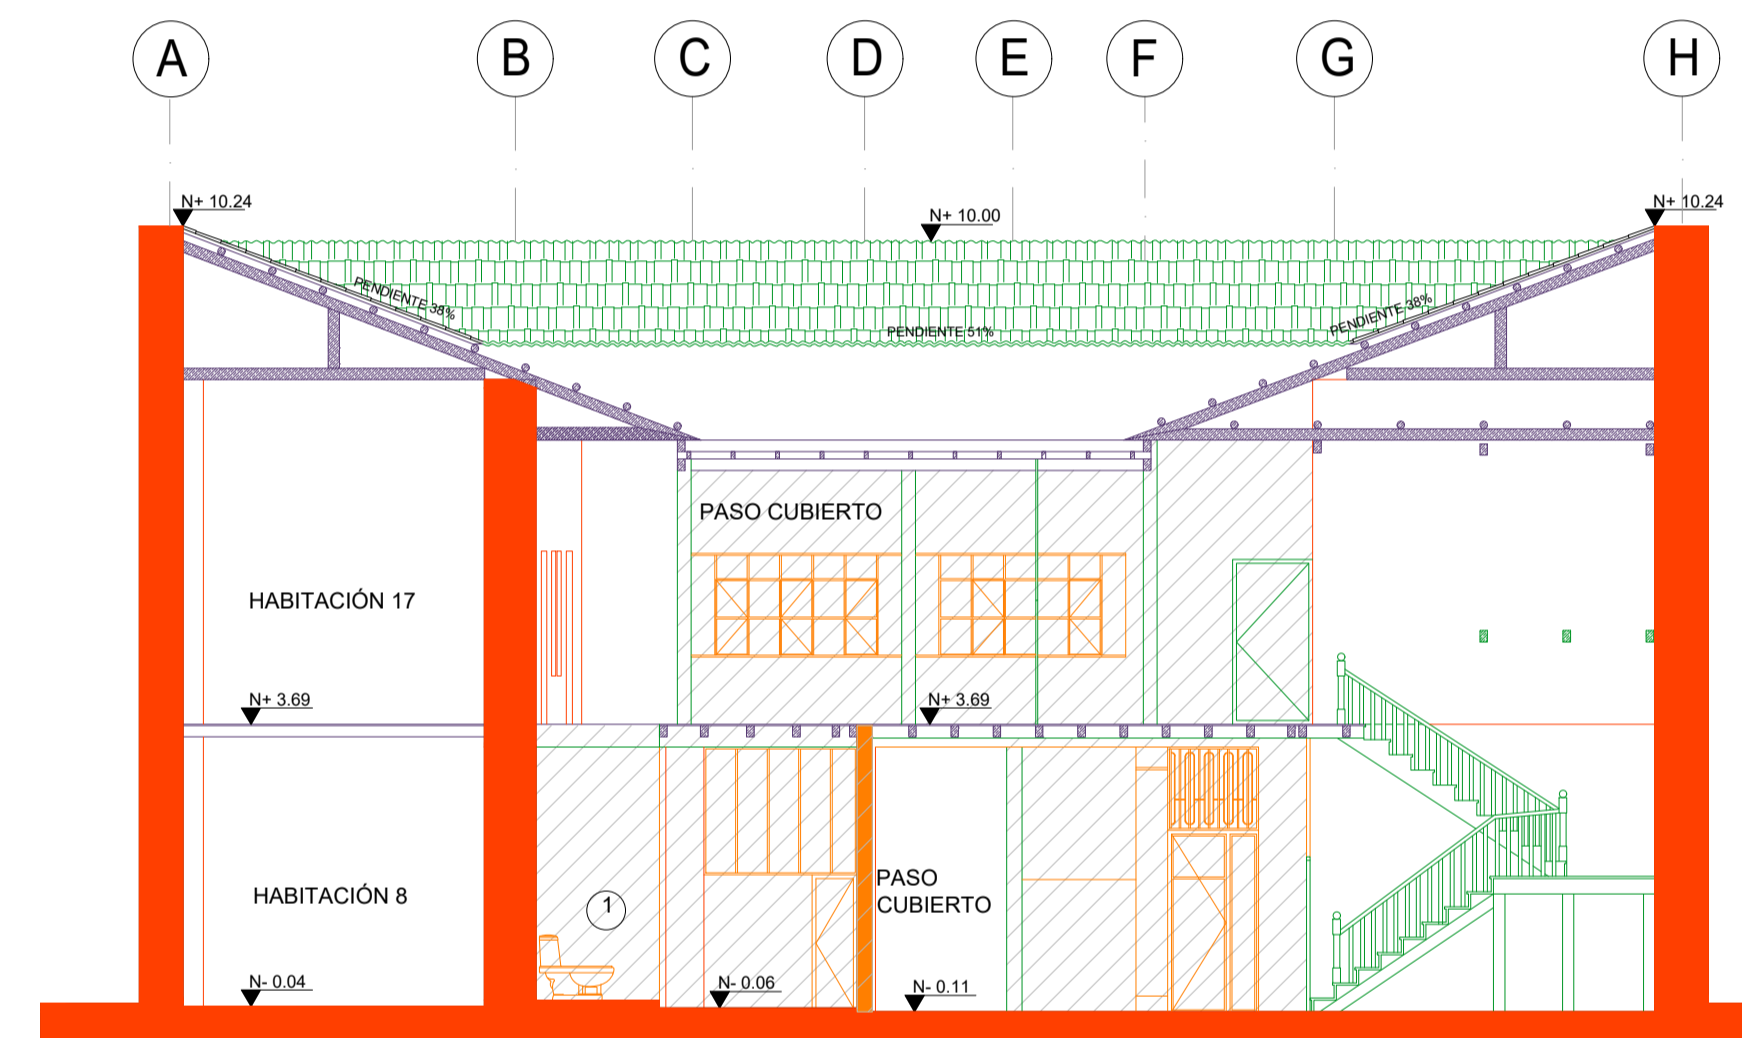 A
B
C
D
E
F
G
H
N+ 10.24
N+ 10.00
N+ 10.24
PENDIENTE 38%
PENDIENTE 51%
PENDIENTE 38%
PASO CUBIERTO
HABITACIÓN 17
N+ 3.69
N+ 3.69
HABITACIÓN 8
1
PASO
CUBIERTO
N- 0.04
N- 0.06
N- 0.11